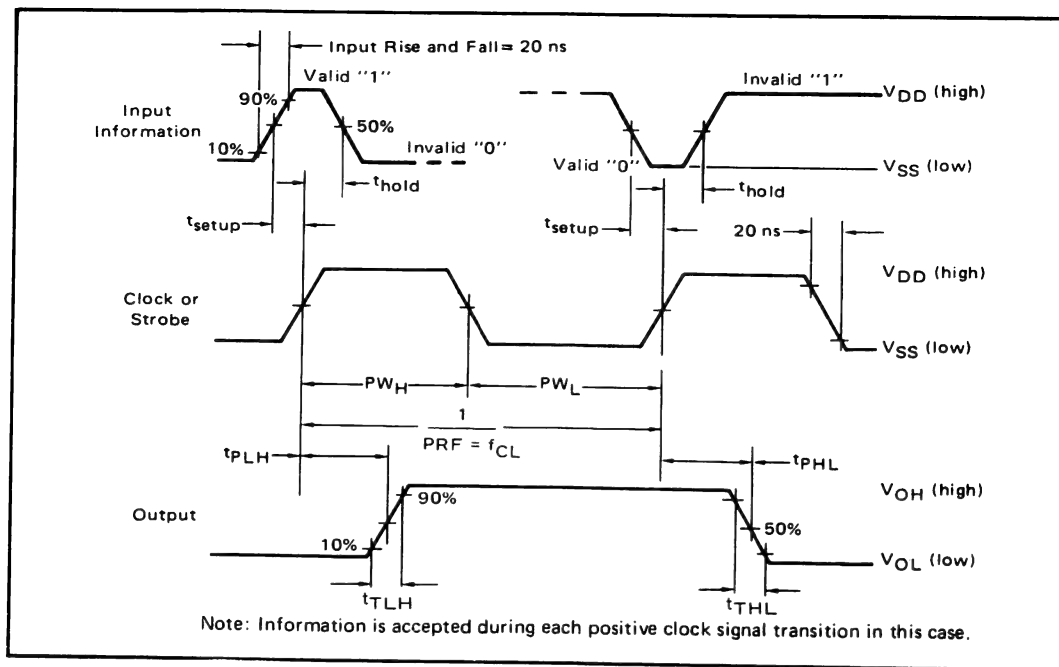 Input Rise and Fall = 20 ns
Valid "1"
Invalid "1"
90%
VDD (high)
Input
Information
50%
10%
Invalid "0"
Valid "0"
VSS (low)
thold
thold
tsetup
tsetup
20 ns
VDD (high)
Clock or
Strobe
VSS (low)
PWH
PWL
1
PRF = fCL
tPLH
tPHL
90%
VOH (high)
Output
50%
10%
VOL (low)
tTLH
tTHL
Note: Information is accepted during each positive clock signal transition in this case.